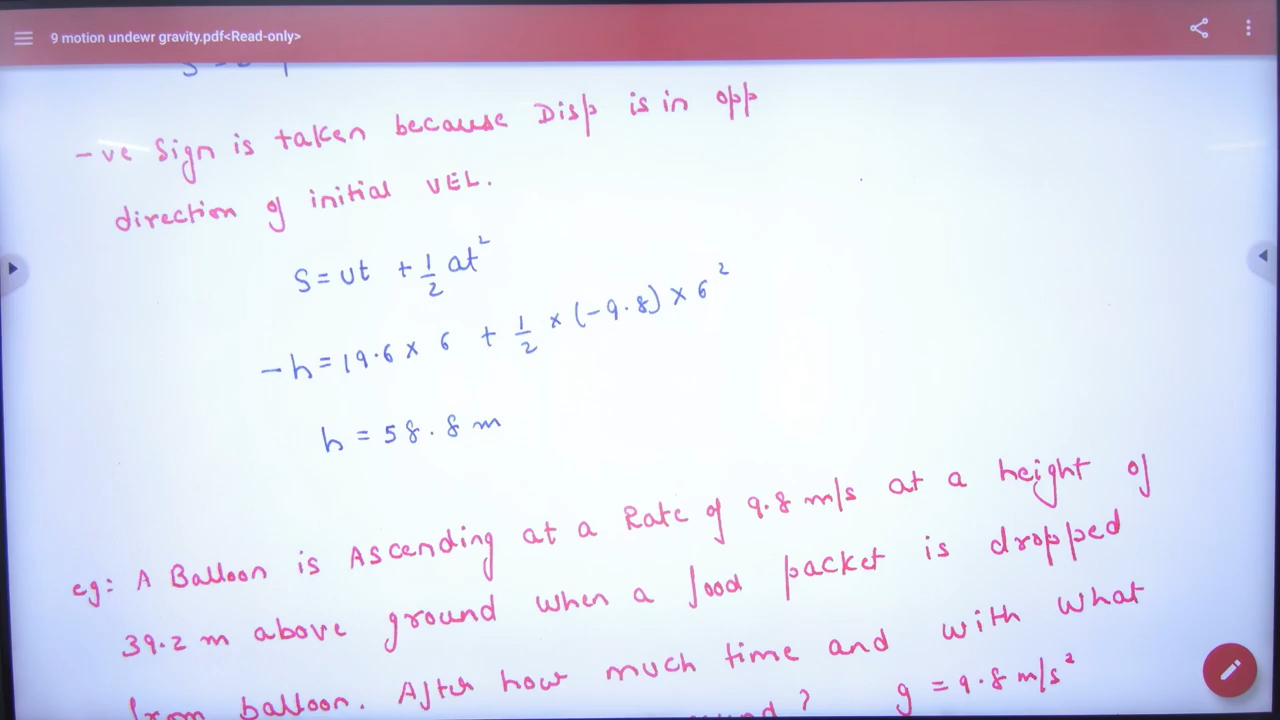 9 motion undewr gravity.pdf<Read-only>
-ve Sign is taken because Disp is in opp
direction of initial VEL.
S = ut + 1/2 at²
-h = 19.6 × 6 + 1/2 × (-9.8) × 6²
h = 58.8 m
eg: A Balloon is Ascending at a Rate of 9.8 m/s at a height of
39.2 m above ground when a food packet is dropped
from balloon. After how much time and with what
g = 9.8 m/s²